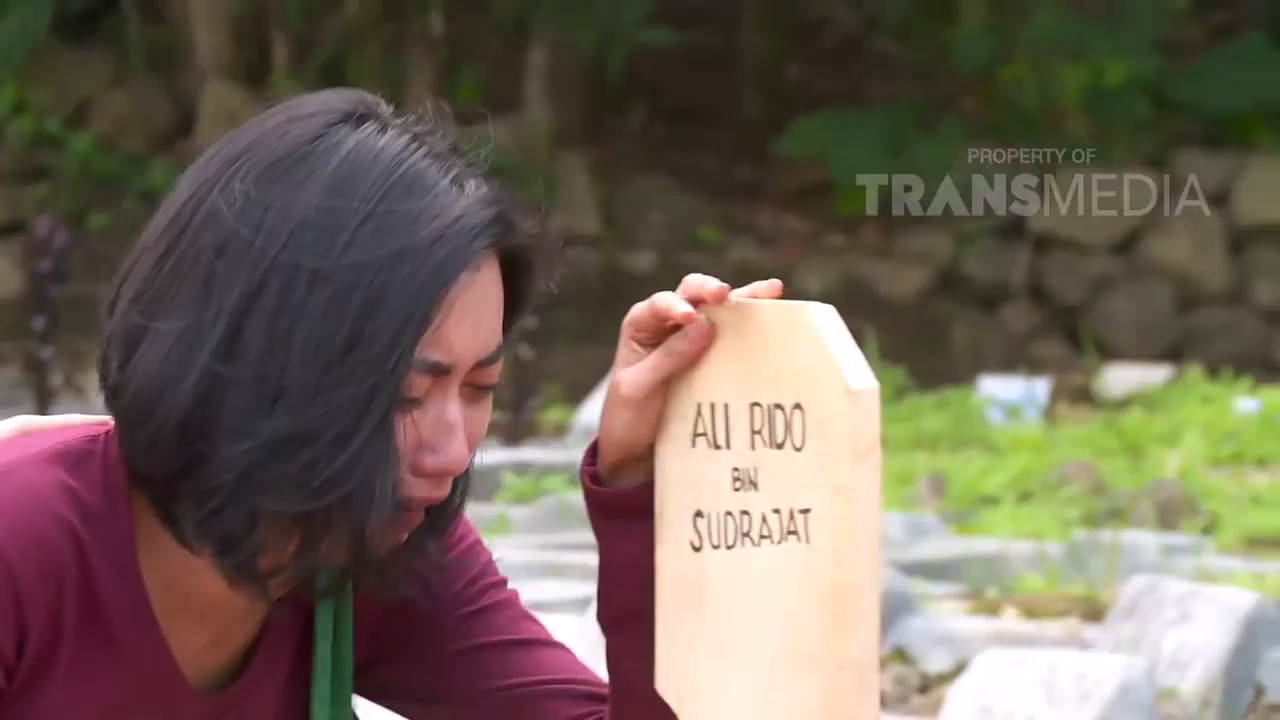 PROPERTY OF
TRANSMEDIA
ALI RIDO
BIN
SUDRAJAT